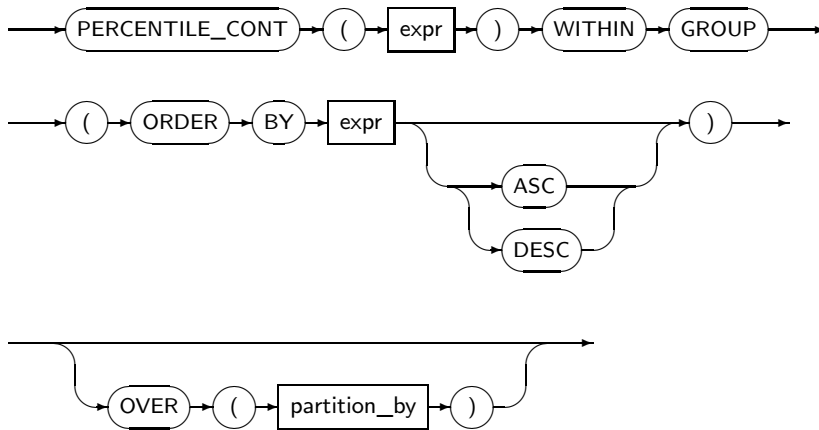 PERCENTILE_CONT ( expr ) WITHIN GROUP
( ORDER BY expr )
ASC
DESC
OVER ( partition_by )